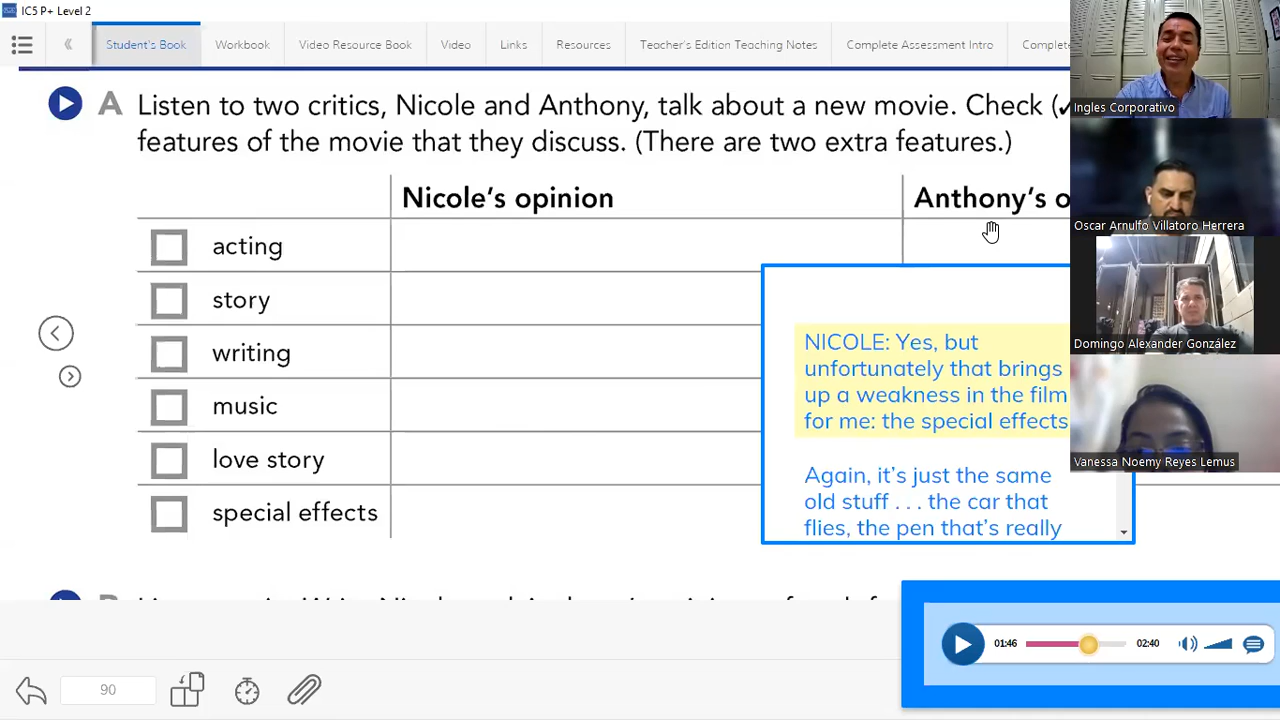 IC5 P+ Level 2
Student's Book Workbook Video Resource Book Video Links Resources Teacher's Edition Teaching Notes Complete Assessment Intro Complete
A Listen to two critics, Nicole and Anthony, talk about a new movie. Check (✓
features of the movie that they discuss. (There are two extra features.)
Nicole's opinion Anthony's o
acting
story
writing
music
love story
special effects
NICOLE: Yes, but
unfortunately that brings
up a weakness in the film
for me: the special effects
Again, it's just the same
old stuff . . . the car that
flies, the pen that's really
01:46 02:40
90
Ingles Corporativo
Oscar Arnulfo Villatoro Herrera
Domingo Alexander González
Vanessa Noemy Reyes Lemus